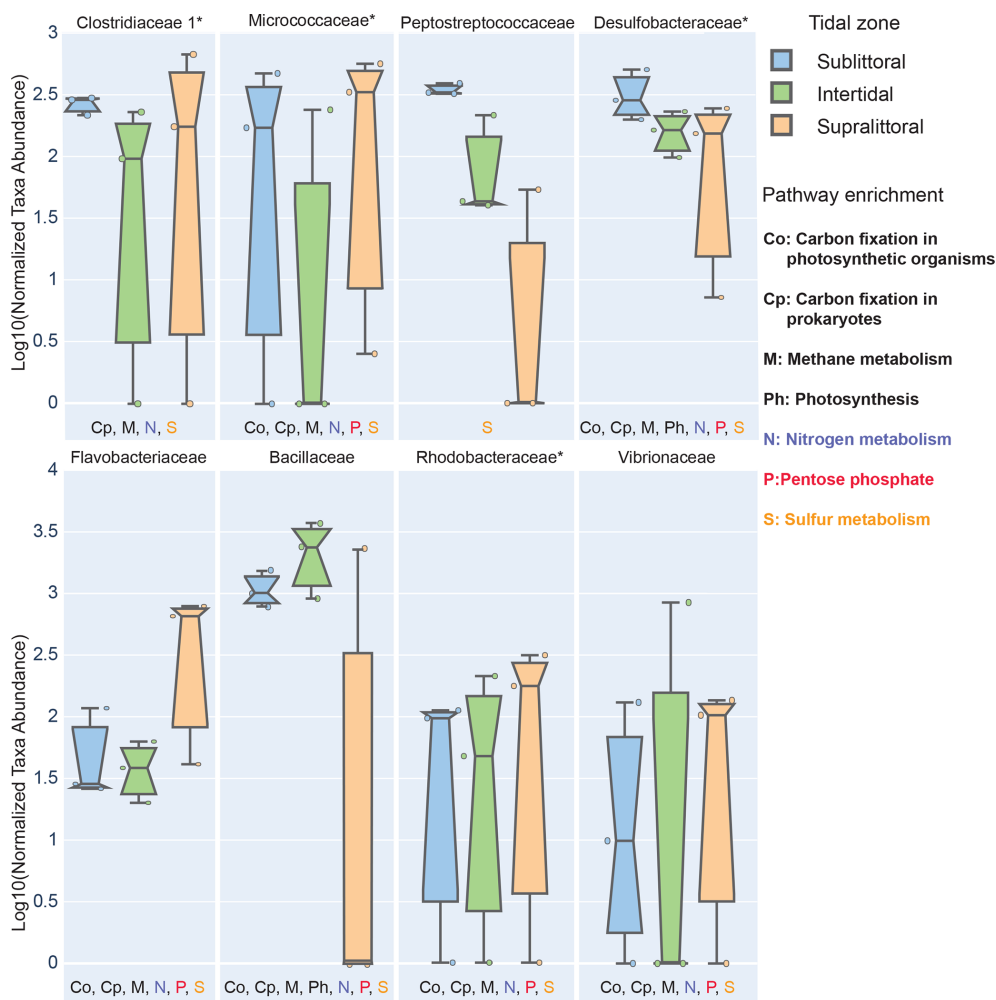 Clostridiaceae 1*
Micrococcaceae*
Peptostreptococcaceae
Desulfobacteraceae*
Log10(Normalized Taxa Abundance)
3
2.5
2
1.5
1
0.5
0
Cp, M, N, S
Co, Cp, M, N, P, S
S
Co, Cp, M, Ph, N, P, S
Flavobacteriaceae
Bacillaceae
Rhodobacteraceae*
Vibrionaceae
Log10(Normalized Taxa Abundance)
4
3.5
3
2.5
2
1.5
1
0.5
0
Co, Cp, M, N, P, S
Co, Cp, M, Ph, N, P, S
Co, Cp, M, N, P, S
Co, Cp, M, N, P, S
Tidal zone
Sublittoral
Intertidal
Supralittoral
Pathway enrichment
Co: Carbon fixation in
photosynthetic organisms
Cp: Carbon fixation in
prokaryotes
M: Methane metabolism
Ph: Photosynthesis
N: Nitrogen metabolism
P:Pentose phosphate
S: Sulfur metabolism